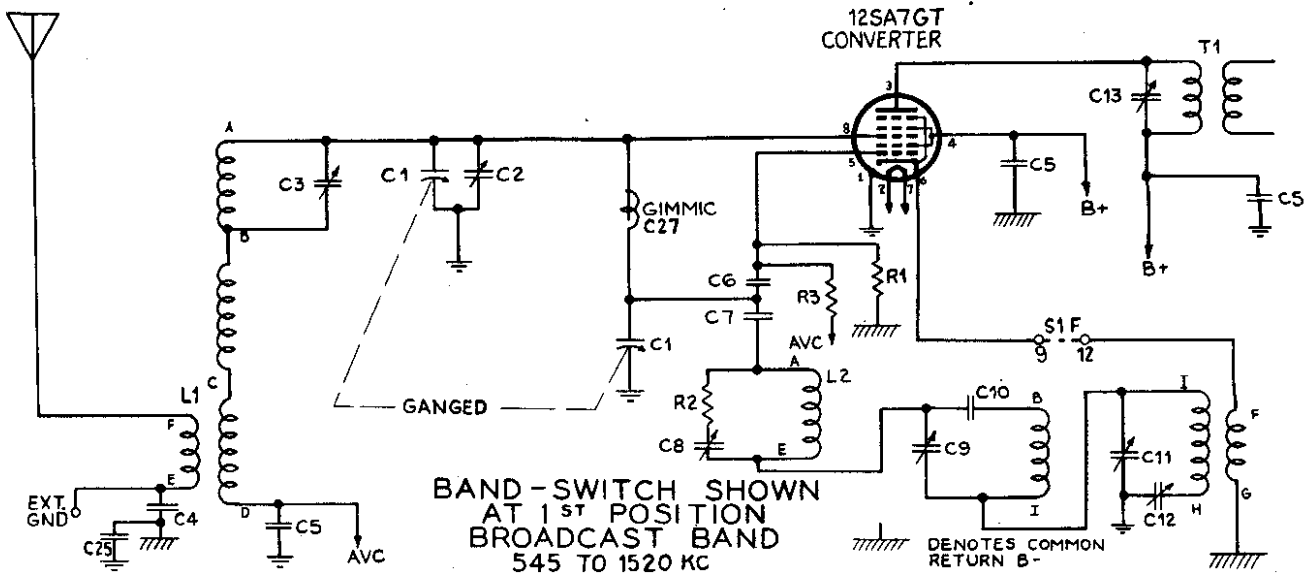 12SA7GT
CONVERTER
T1
3
C13
A
8
4
C3
C1
C2
5
1
2
7
6
C5
GIMMIC
C27
B+
C5
B
B+
C6
R3
R1
C7
C1
AVC
S1F
9
12
C
A
L2
L1
GANGED
R2
C10
B
I
F
F
C8
E
C9
C11
E
EXT.
GND
C4
D
I
C12
H
G
C25
C5
AVC
BAND-SWITCH SHOWN
AT 1ST POSITION
BROADCAST BAND
545 TO 1520 KC
DENOTES COMMON
RETURN B-